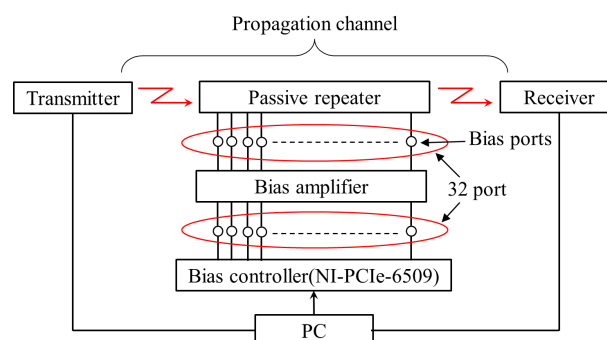 Propagation channel
Transmitter
Passive repeater
Receiver
Bias ports
Bias amplifier
32 port
Bias controller(NI-PCIe-6509)
PC